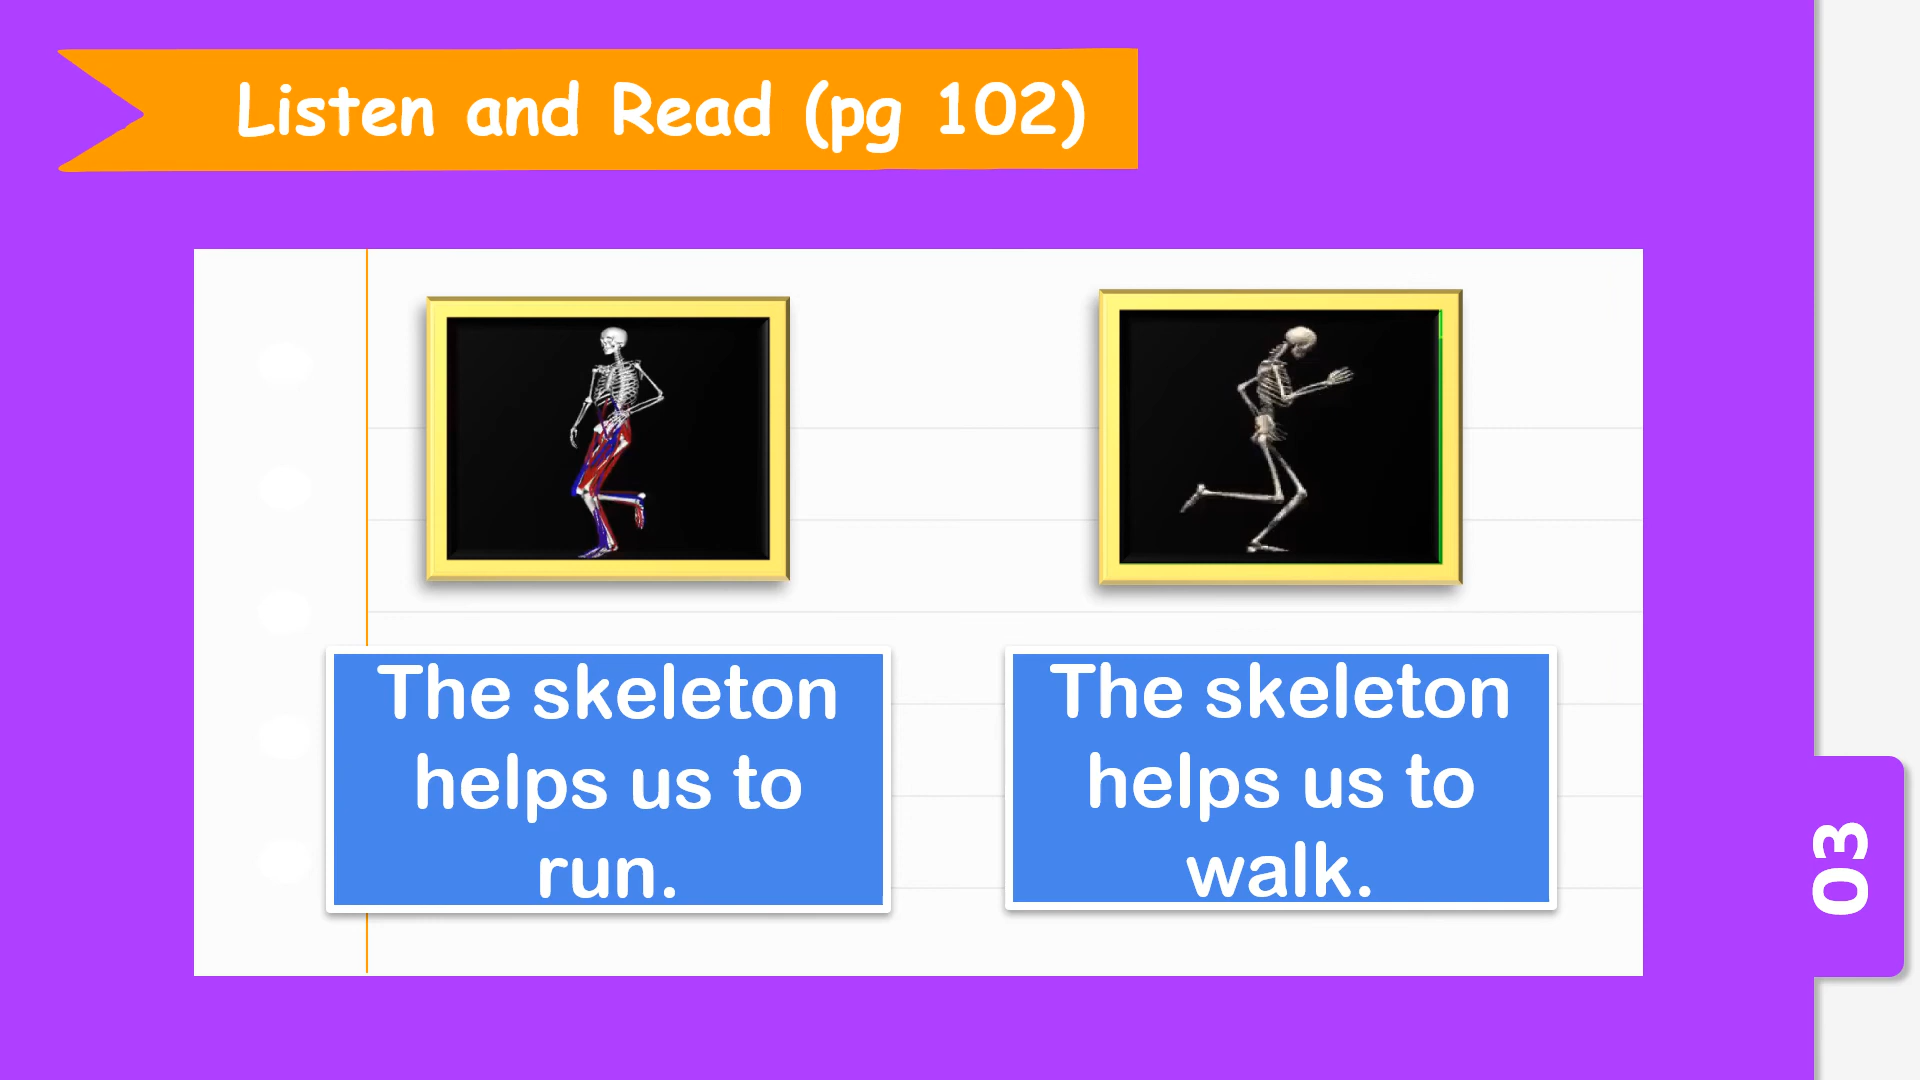 Listen and Read (pg 102)
The skeleton
helps us to
run.
The skeleton
helps us to
walk.
03